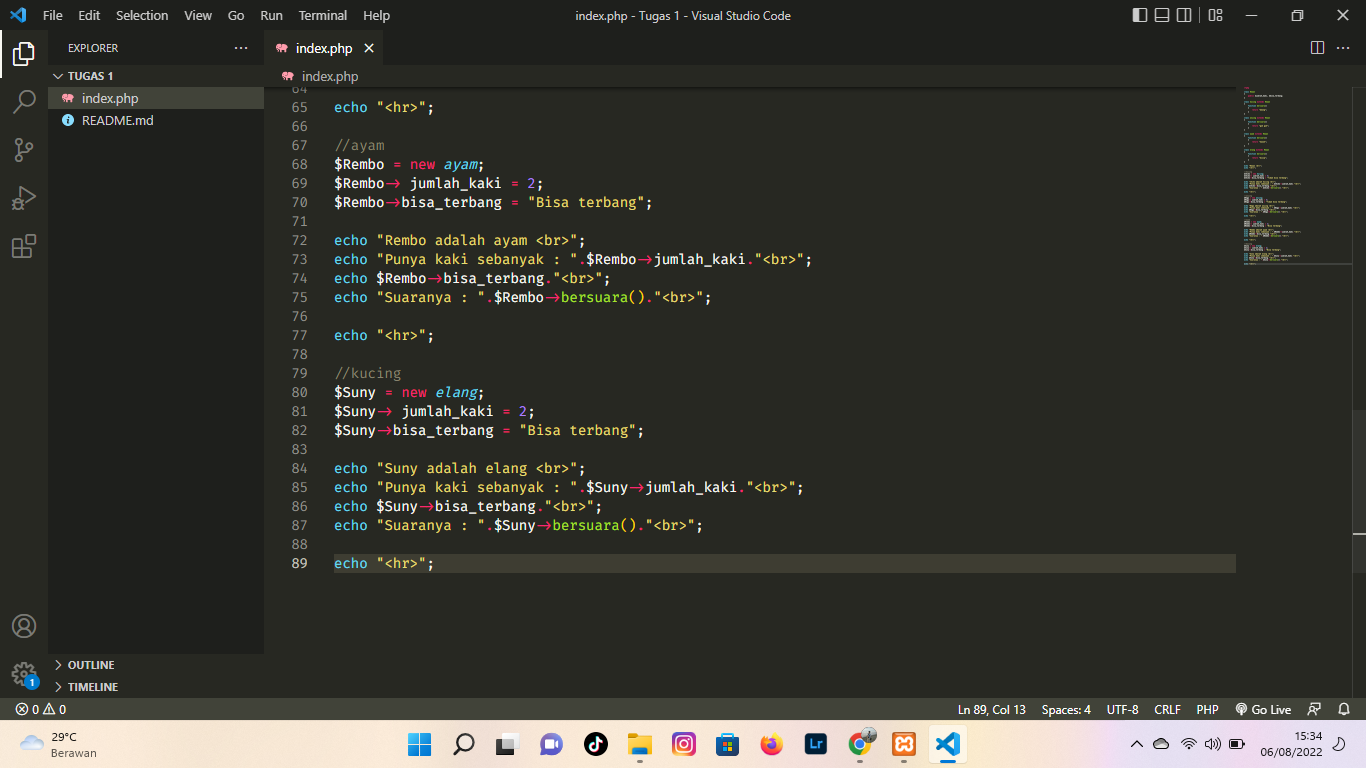 File Edit Selection View Go Run Terminal Help
index.php - Tugas 1 - Visual Studio Code
EXPLORER
TUGAS 1
index.php
README.md
OUTLINE
TIMELINE
index.php
index.php
64
65 echo "<hr>";
66
67 //ayam
68 $Rembo = new ayam;
69 $Rembo-> jumlah_kaki = 2;
70 $Rembo->bisa_terbang = "Bisa terbang";
71
72 echo "Rembo adalah ayam <br>";
73 echo "Punya kaki sebanyak : ".$Rembo->jumlah_kaki."<br>";
74 echo $Rembo->bisa_terbang."<br>";
75 echo "Suaranya : ".$Rembo->bersuara()."<br>";
76
77 echo "<hr>";
78
79 //kucing
80 $Suny = new elang;
81 $Suny-> jumlah_kaki = 2;
82 $Suny->bisa_terbang = "Bisa terbang";
83
84 echo "Suny adalah elang <br>";
85 echo "Punya kaki sebanyak : ".$Suny->jumlah_kaki."<br>";
86 echo $Suny->bisa_terbang."<br>";
87 echo "Suaranya : ".$Suny->bersuara()."<br>";
88
89 echo "<hr>";
1
0 0
Ln 89, Col 13 Spaces: 4 UTF-8 CRLF PHP Go Live
29°C
Berawan
Lr
15:34
06/08/2022